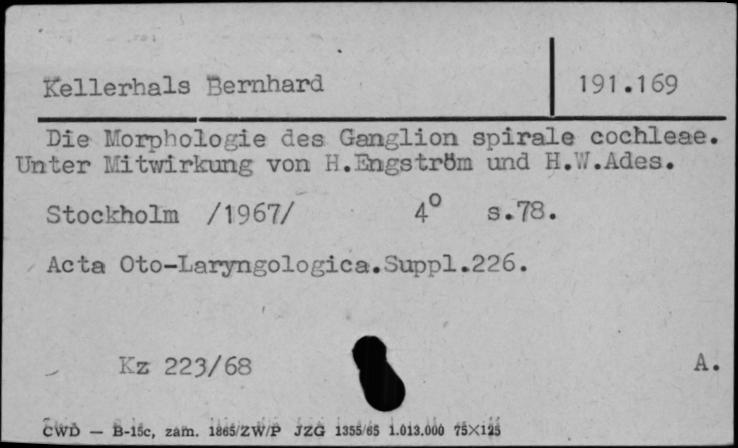 Kellerhals Bernhard 191.169
Die Morphologie des Ganglion spirale cochleae.
Unter Mitwirkung von H.Engström und H.W.Ades.
Stockholm /1967/ 4° s.78.
Acta Oto-Laryngologica.Suppl.226.
Kz 223/68 A.
CWD — B-15c, zam. 1865/ZW/P JZG 1355/65 1.013.000 75×125